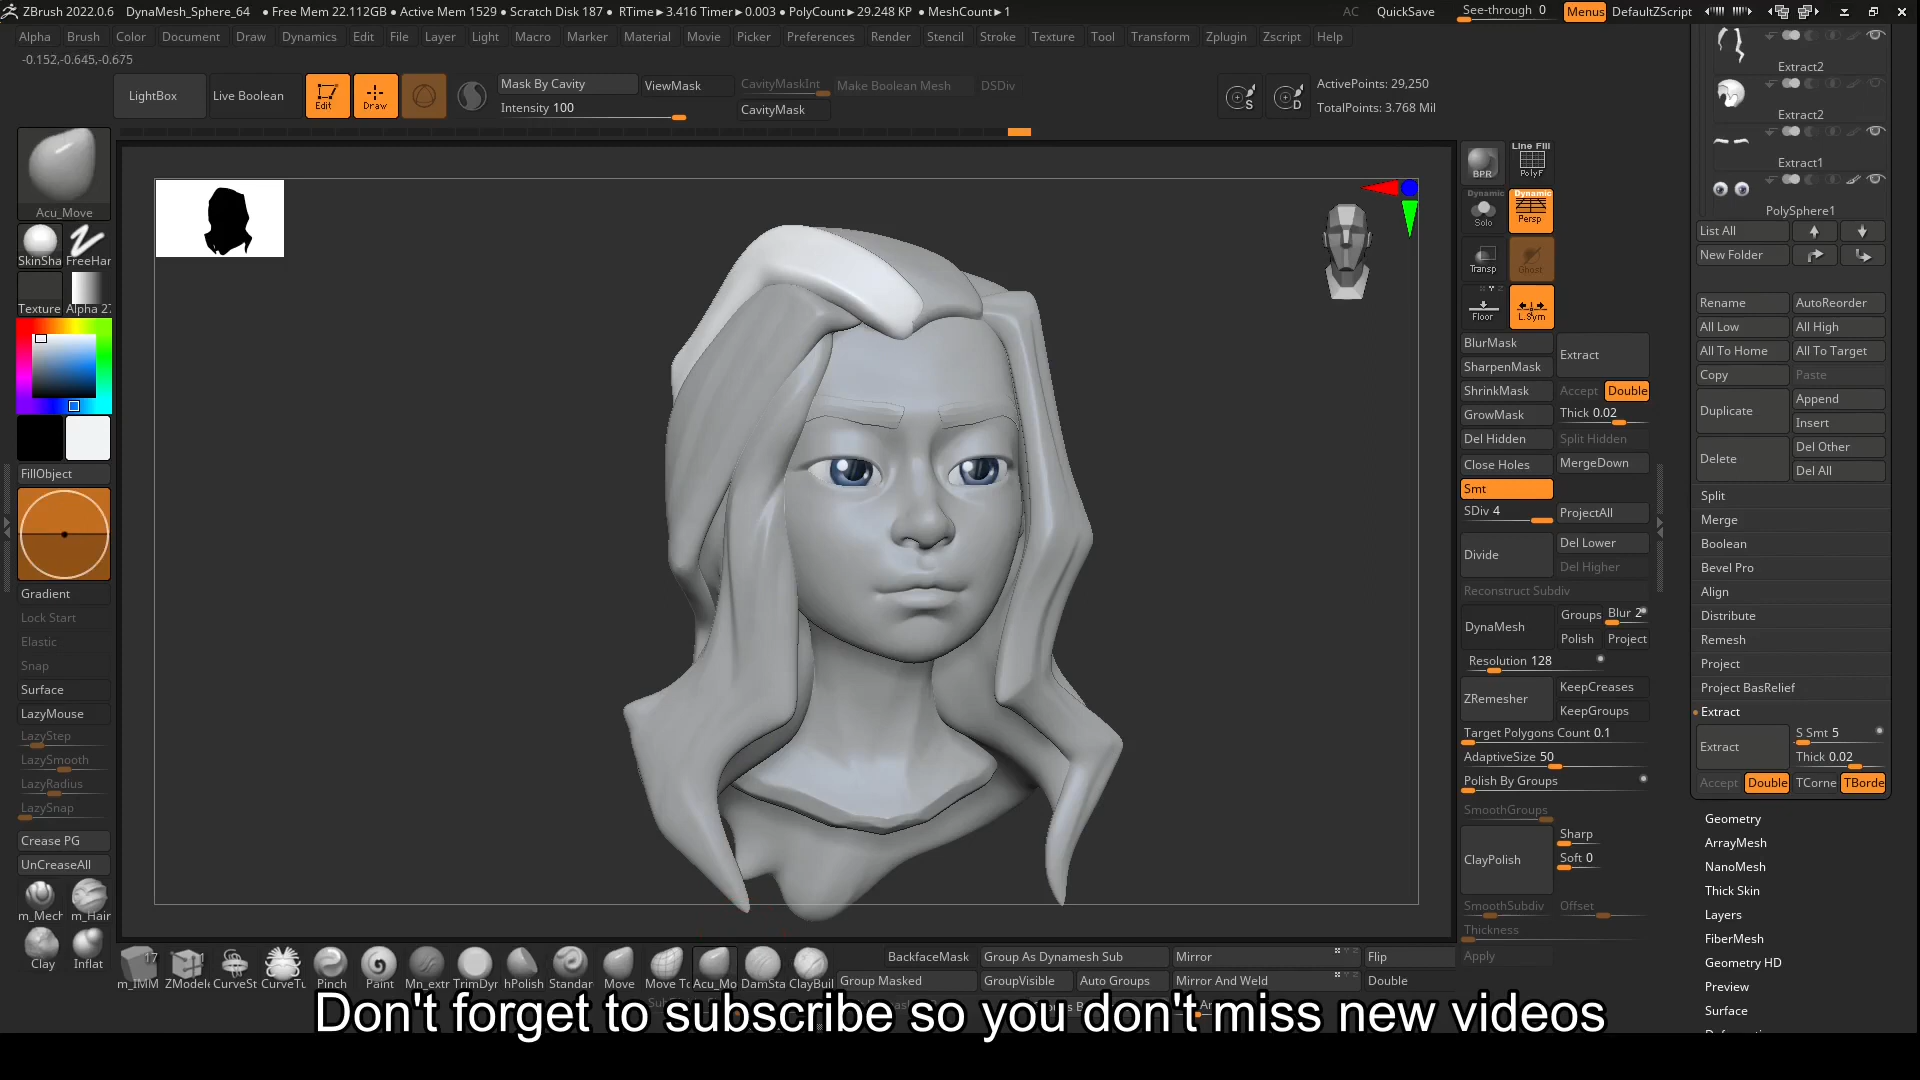 ZBrush 2022.0.6 DynaMesh_Sphere_64 ● Free Mem 22.112GB ● Active Mem 1529 ● Scratch Disk 187 ● RTime►3.416 Timer►0.003 ● PolyCount►29.248 KP ● MeshCount►1 AC QuickSave See-through 0 Menus DefaultZScript
Alpha Brush Color Document Draw Dynamics Edit File Layer Light Macro Marker Material Movie Picker Preferences Render Stencil Stroke Texture Tool Transform Zplugin Zscript Help
-0.152,-0.645,-0.675
LightBox Live Boolean Edit Draw
Mask By Cavity ViewMask CavityMaskInt Make Boolean Mesh DSDiv
Intensity 100 CavityMask
S D
ActivePoints: 29,250
TotalPoints: 3.768 Mil
Acu_Move
SkinSha FreeHar
Texture Alpha 27
FillObject
Gradient
Lock Start
Elastic
Snap
Surface
LazyMouse
LazyStep
LazySmooth
LazyRadius
LazySnap
Crease PG
UnCreaseAll
m_Mech m_Hair
Clay Inflat
BPR Line Fill PolyF
Dynamic Solo Dynamic Persp
Transp Ghost
Floor L.Sym
BlurMask Extract
SharpenMask
ShrinkMask Accept Double
GrowMask Thick 0.02
Del Hidden Split Hidden
Close Holes MergeDown
Smt
SDiv 4 ProjectAll
Divide Del Lower
Del Higher
Reconstruct Subdiv
DynaMesh Groups Blur 2
Polish Project
Resolution 128
ZRemesher KeepCreases
KeepGroups
Target Polygons Count 0.1
AdaptiveSize 50
Polish By Groups
SmoothGroups
ClayPolish Sharp
Soft 0
SmoothSubdiv Offset
Thickness
Apply
Extract2
Extract2
Extract1
PolySphere1
List All
New Folder
Rename AutoReorder
All Low All High
All To Home All To Target
Copy Paste
Duplicate Append
Insert
Delete Del Other
Del All
Split
Merge
Boolean
Bevel Pro
Align
Distribute
Remesh
Project
Project BasRelief
Extract
Extract S Smt 5
Thick 0.02
Accept Double TCorne TBorde
Geometry
ArrayMesh
NanoMesh
Thick Skin
Layers
FiberMesh
Geometry HD
Preview
Surface
17 1
m_IMM ZModele CurveSt CurveTu Pinch Paint Mn_extr TrimDyr hPolish Standar Move Move To Acu_Mo DamSta ClayBuil
BackfaceMask Group As Dynamesh Sub Mirror Flip
Group Masked GroupVisible Auto Groups Mirror And Weld Double
Don't forget to subscribe so you don't miss new videos